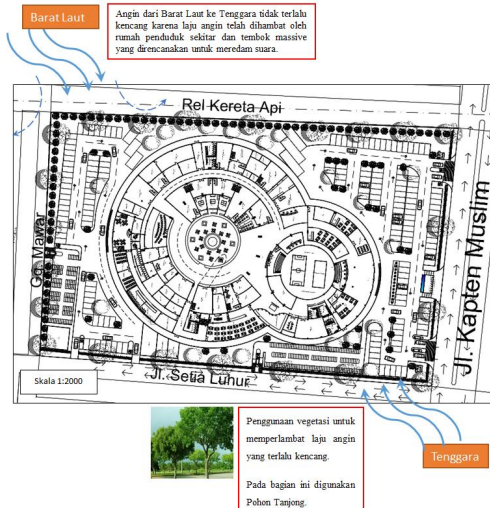 Barat Laut
Angin dari Barat Laut ke Tenggara tidak terlalu
kencang karena laju angin telah dihambat oleh
rumah penduduk sekitar dan tembok massive
yang direncanakan untuk meredam suara.
Rel Kereta Api
Gg. Mawar
Jl. Kapten Muslim
Skala 1:2000
Jl. Setia Luhur
Penggunaan vegetasi untuk
memperlambat laju angin
yang terlalu kencang.
Pada bagian ini digunakan
Pohon Tanjong.
Tenggara